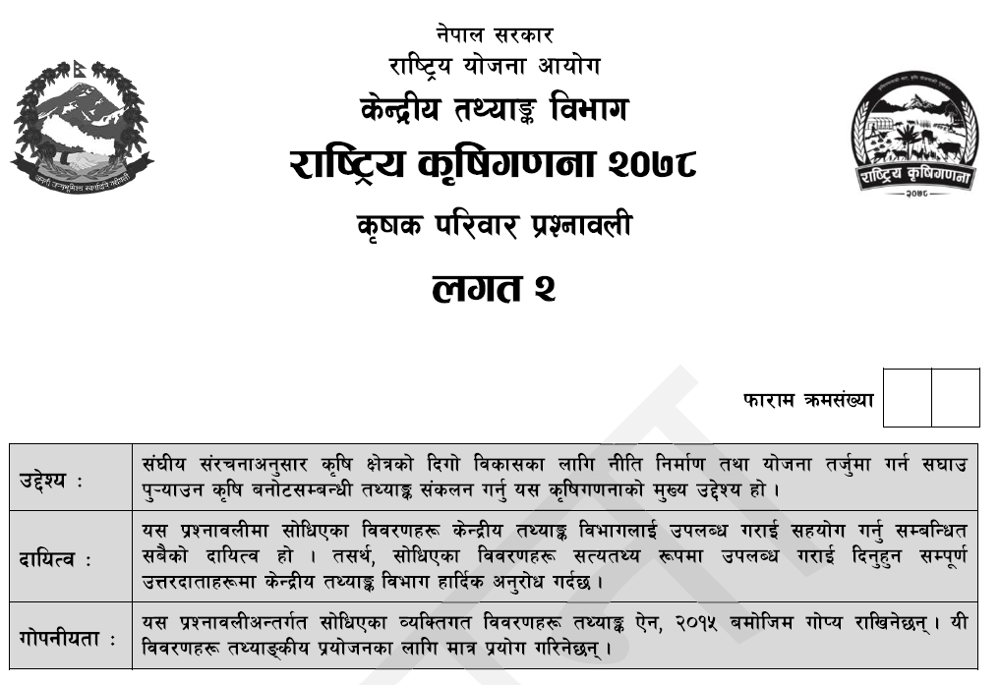 नेपाल सरकार
राष्ट्रिय योजना आयोग
केन्द्रीय तथ्याङ्क विभाग
राष्ट्रिय कृषिगणना २०७८
कृषक परिवार प्रश्नावली
लगत २
जननी जन्मभूमिश्च स्वर्गादपि गरीयसी
राष्ट्रिय कृषिगणना
२०७८
फाराम क्रमसंख्या
उद्देश्य :
संघीय संरचनाअनुसार कृषि क्षेत्रको दिगो विकासका लागि नीति निर्माण तथा योजना तर्जुमा गर्न सघाउ
पुऱ्याउन कृषि बनोटसम्बन्धी तथ्याङ्क संकलन गर्नु यस कृषिगणनाको मुख्य उद्देश्य हो ।
दायित्व :
यस प्रश्नावलीमा सोधिएका विवरणहरू केन्द्रीय तथ्याङ्क विभागलाई उपलब्ध गराई सहयोग गर्नु सम्बन्धित
सबैको दायित्व हो । तसर्थ, सोधिएका विवरणहरू सत्यतथ्य रूपमा उपलब्ध गराई दिनुहुन सम्पूर्ण
उत्तरदाताहरूमा केन्द्रीय तथ्याङ्क विभाग हार्दिक अनुरोध गर्दछ ।
गोपनीयता :
यस प्रश्नावलीअन्तर्गत सोधिएका व्यक्तिगत विवरणहरू तथ्याङ्क ऐन, २०१५ बमोजिम गोप्य राखिनेछन् । यी
विवरणहरू तथ्याङ्कीय प्रयोजनका लागि मात्र प्रयोग गरिनेछन् ।